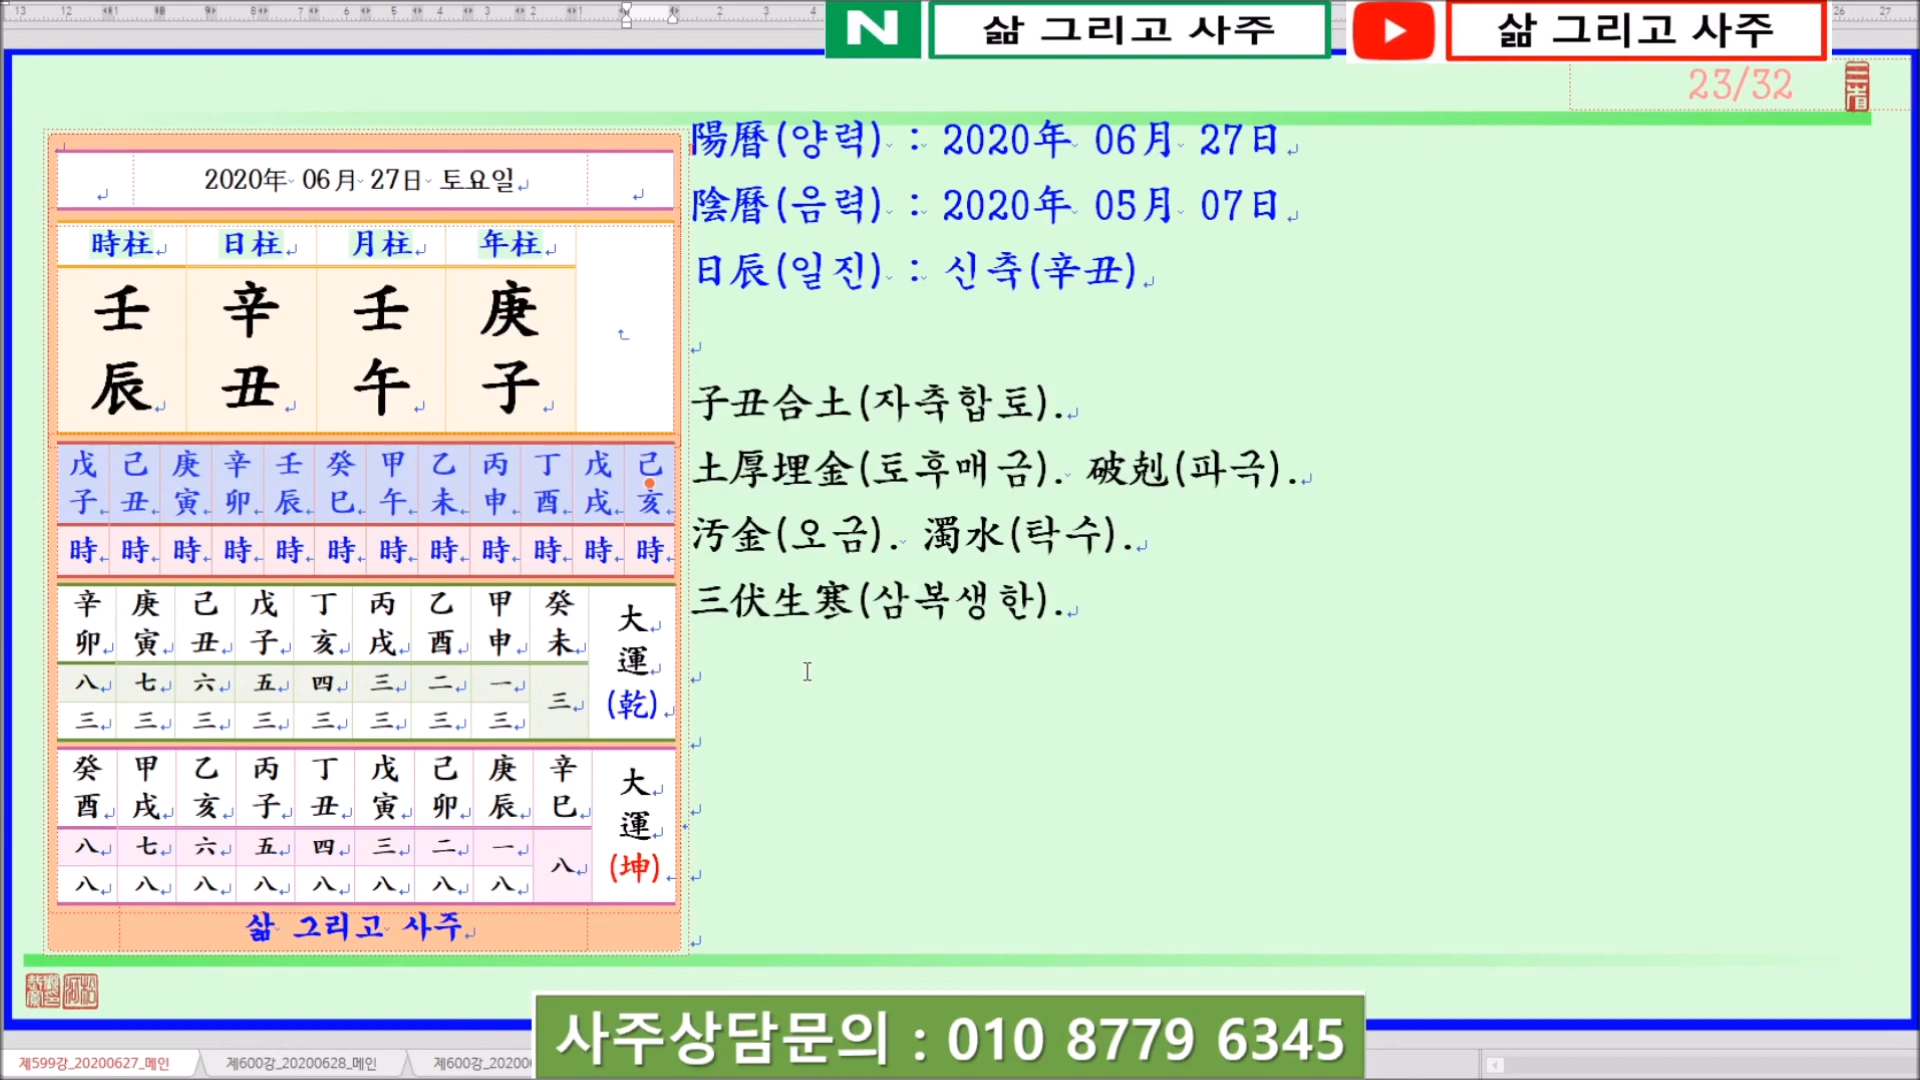 삶 그리고 사주
삶 그리고 사주
23/32
2020年 06月 27日 토요일
時柱 日柱 月柱 年柱
壬 辛 壬 庚
辰 丑 午 子
戊 己 庚 辛 壬 癸 甲 乙 丙 丁 戊 己
子 丑 寅 卯 辰 巳 午 未 申 酉 戌 亥
時 時 時 時 時 時 時 時 時 時 時 時
辛 庚 己 戊 丁 丙 乙 甲 癸 大
卯 寅 丑 子 亥 戌 酉 申 未 運
八 七 六 五 四 三 二 一 三 (乾)
三 三 三 三 三 三 三 三
癸 甲 乙 丙 丁 戊 己 庚 辛 大
酉 戌 亥 子 丑 寅 卯 辰 巳 運
八 七 六 五 四 三 二 一 八 (坤)
八 八 八 八 八 八 八 八
삶 그리고 사주
陽曆(양력) : 2020年 06月 27日
陰曆(음력) : 2020年 05月 07日
日辰(일진) : 신축(辛丑)
子丑合土(자축합토).
土厚埋金(토후매금). 破剋(파극).
汚金(오금). 濁水(탁수).
三伏生寒(삼복생한).
사주상담문의 : 010 8779 6345
제599강_20200627_메인 제600강_20200628_메인 제600강_20200